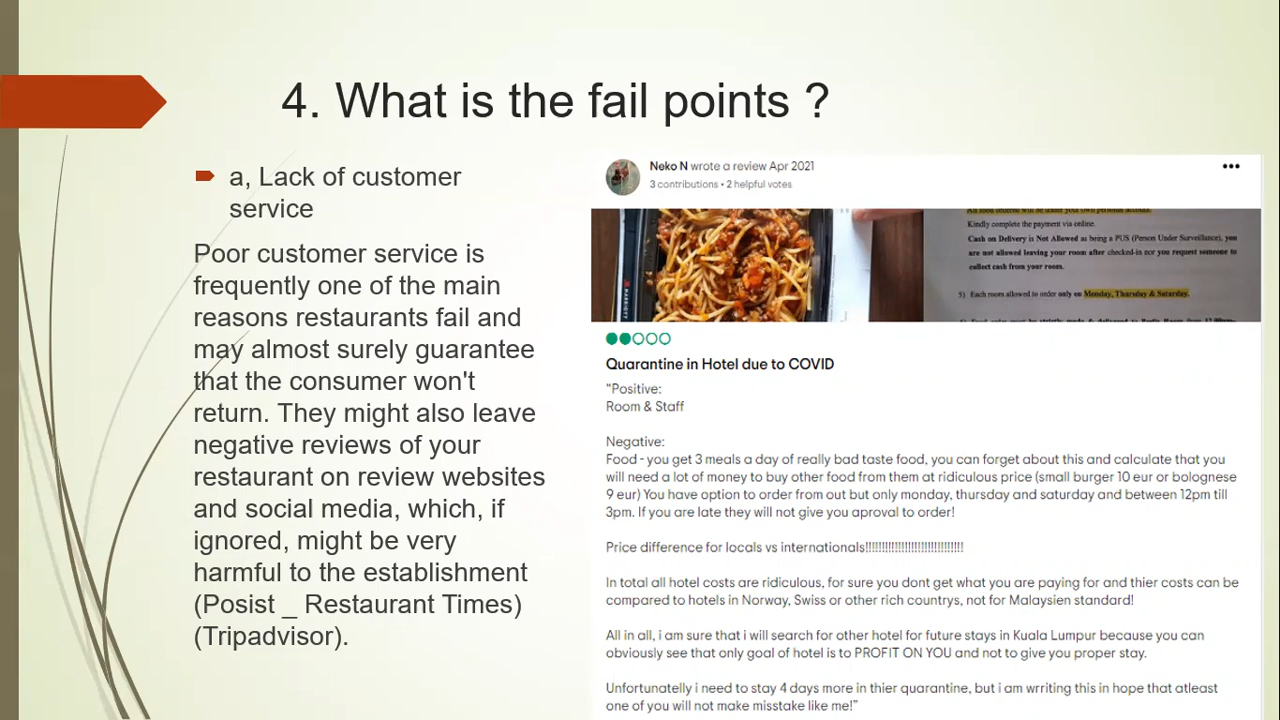 4. What is the fail points ?
a, Lack of customer
service
Poor customer service is
frequently one of the main
reasons restaurants fail and
may almost surely guarantee
that the consumer won't
return. They might also leave
negative reviews of your
restaurant on review websites
and social media, which, if
ignored, might be very
harmful to the establishment
(Posist _ Restaurant Times)
(Tripadvisor).
Neko N wrote a review Apr 2021
3 contributions • 2 helpful votes
Kindly complete the payment via online.
Cash on Delivery is Not Allowed as being a PUS (Person Under Surveillance), you
are not allowed leaving your room after checked-in nor you request someone to
collect cash from your room.
5) Each room allowed to order only on Monday, Thursday & Saturday.
Quarantine in Hotel due to COVID
"Positive:
Room & Staff
Negative:
Food - you get 3 meals a day of really bad taste food, you can forget about this and calculate that you
will need a lot of money to buy other food from them at ridiculous price (small burger 10 eur or bolognese
9 eur) You have option to order from out but only monday, thursday and saturday and between 12pm till
3pm. If you are late they will not give you aproval to order!
Price difference for locals vs internationals!!!!!!!!!!!!!!!!!!!!!!!!!!!!!!
In total all hotel costs are ridiculous, for sure you dont get what you are paying for and thier costs can be
compared to hotels in Norway, Swiss or other rich countrys, not for Malaysien standard!
All in all, i am sure that i will search for other hotel for future stays in Kuala Lumpur because you can
obviously see that only goal of hotel is to PROFIT ON YOU and not to give you proper stay.
Unfortunatelly i need to stay 4 days more in thier quarantine, but i am wrriting this in hope that atleast
one of you will not make misstake like me!"